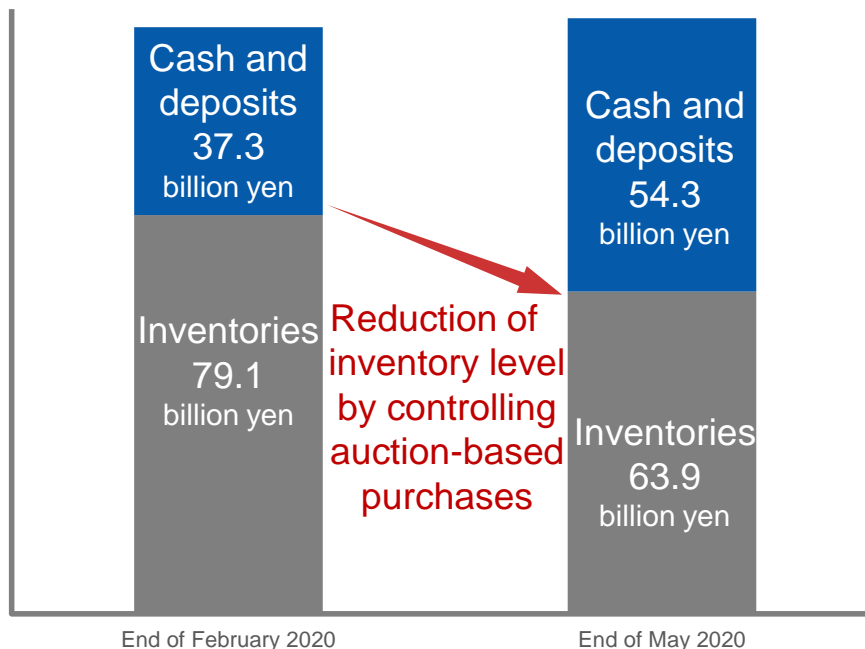 Cash and
deposits
37.3
billion yen
Inventories
79.1
billion yen
Reduction of
inventory level
by controlling
auction-based
purchases
Cash and
deposits
54.3
billion yen
Inventories
63.9
billion yen
End of February 2020
End of May 2020